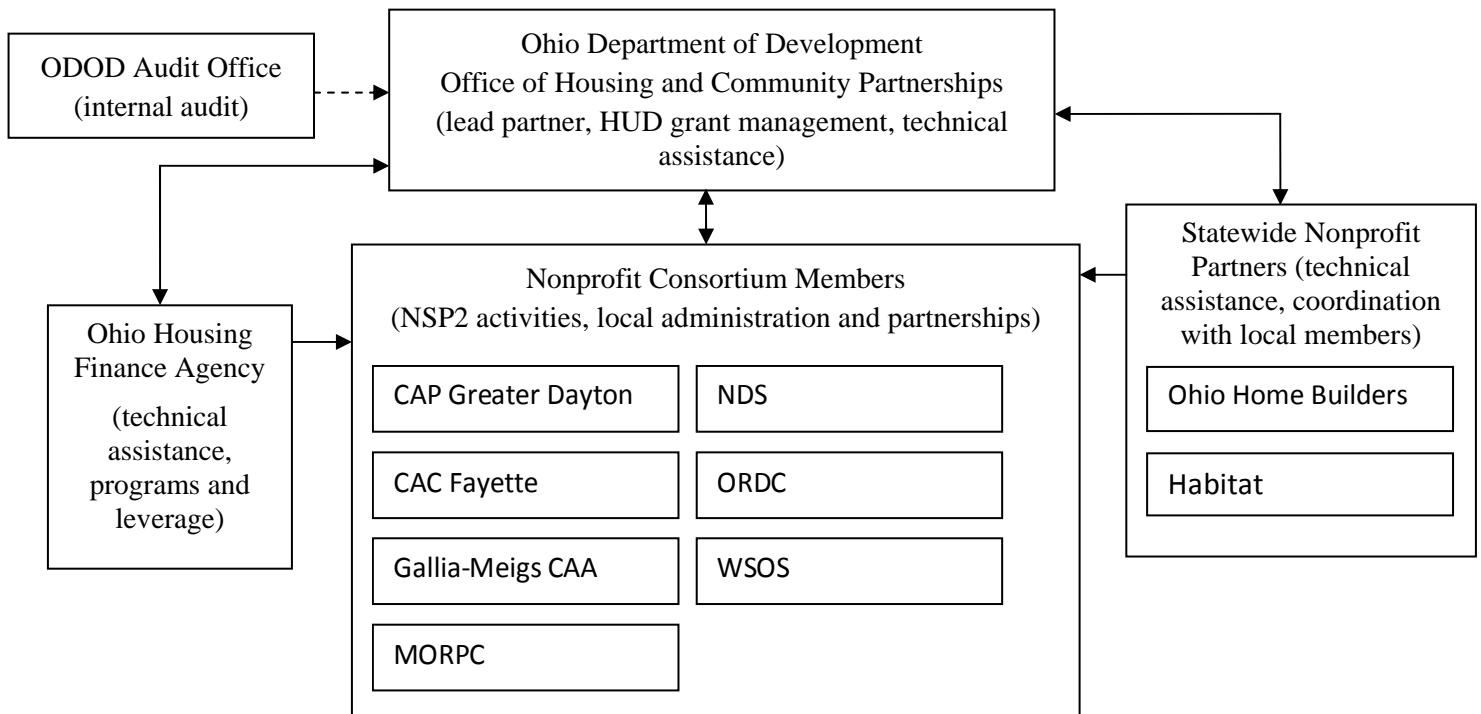 ODOD Audit Office
(internal audit)
Ohio Department of Development
Office of Housing and Community Partnerships
(lead partner, HUD grant management, technical
assistance)
Ohio Housing
Finance Agency
(technical
assistance,
programs and
leverage)
Nonprofit Consortium Members
(NSP2 activities, local administration and partnerships)
CAP Greater Dayton
NDS
CAC Fayette
ORDC
Gallia-Meigs CAA
WSOS
MORPC
Statewide Nonprofit
Partners (technical
assistance, coordination
with local members)
Ohio Home Builders
Habitat